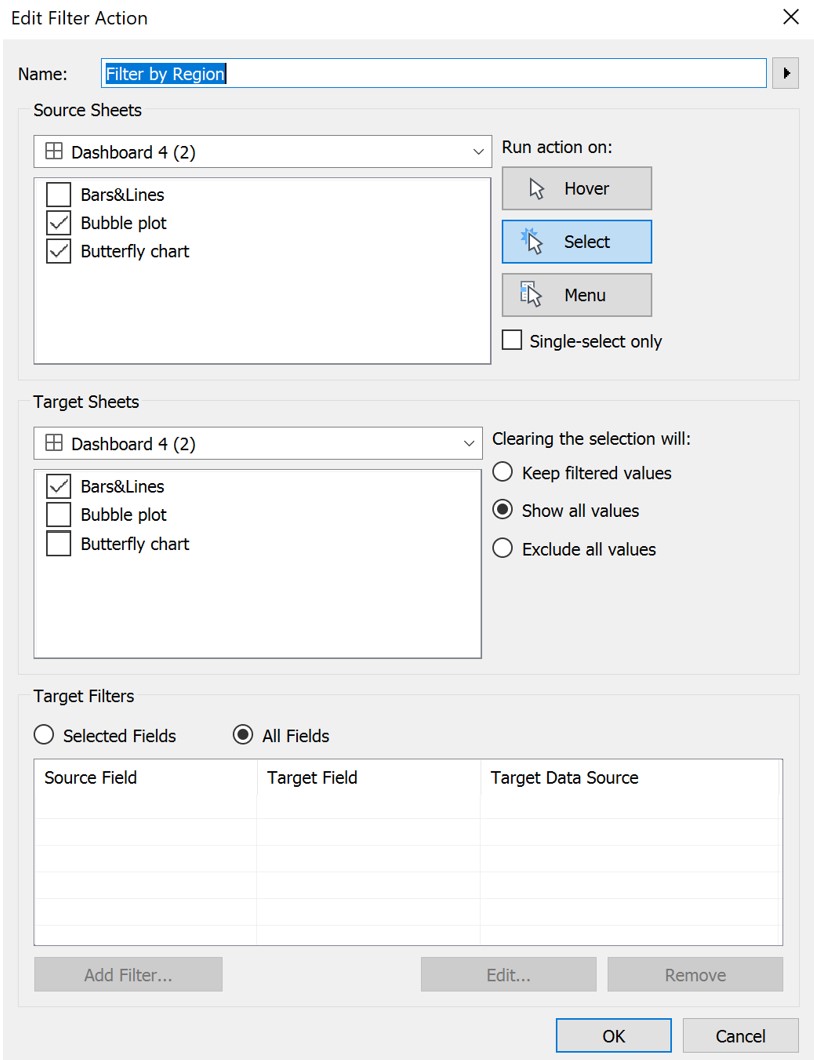 Edit Filter Action
Name: Filter by Region
Source Sheets
Dashboard 4 (2)
Run action on:
Bars&Lines
Bubble plot
Butterfly chart
Hover
Select
Menu
Single-select only
Target Sheets
Dashboard 4 (2)
Clearing the selection will:
Bars&Lines
Bubble plot
Butterfly chart
Keep filtered values
Show all values
Exclude all values
Target Filters
Selected Fields All Fields
Source Field Target Field Target Data Source
Add Filter... Edit... Remove
OK Cancel